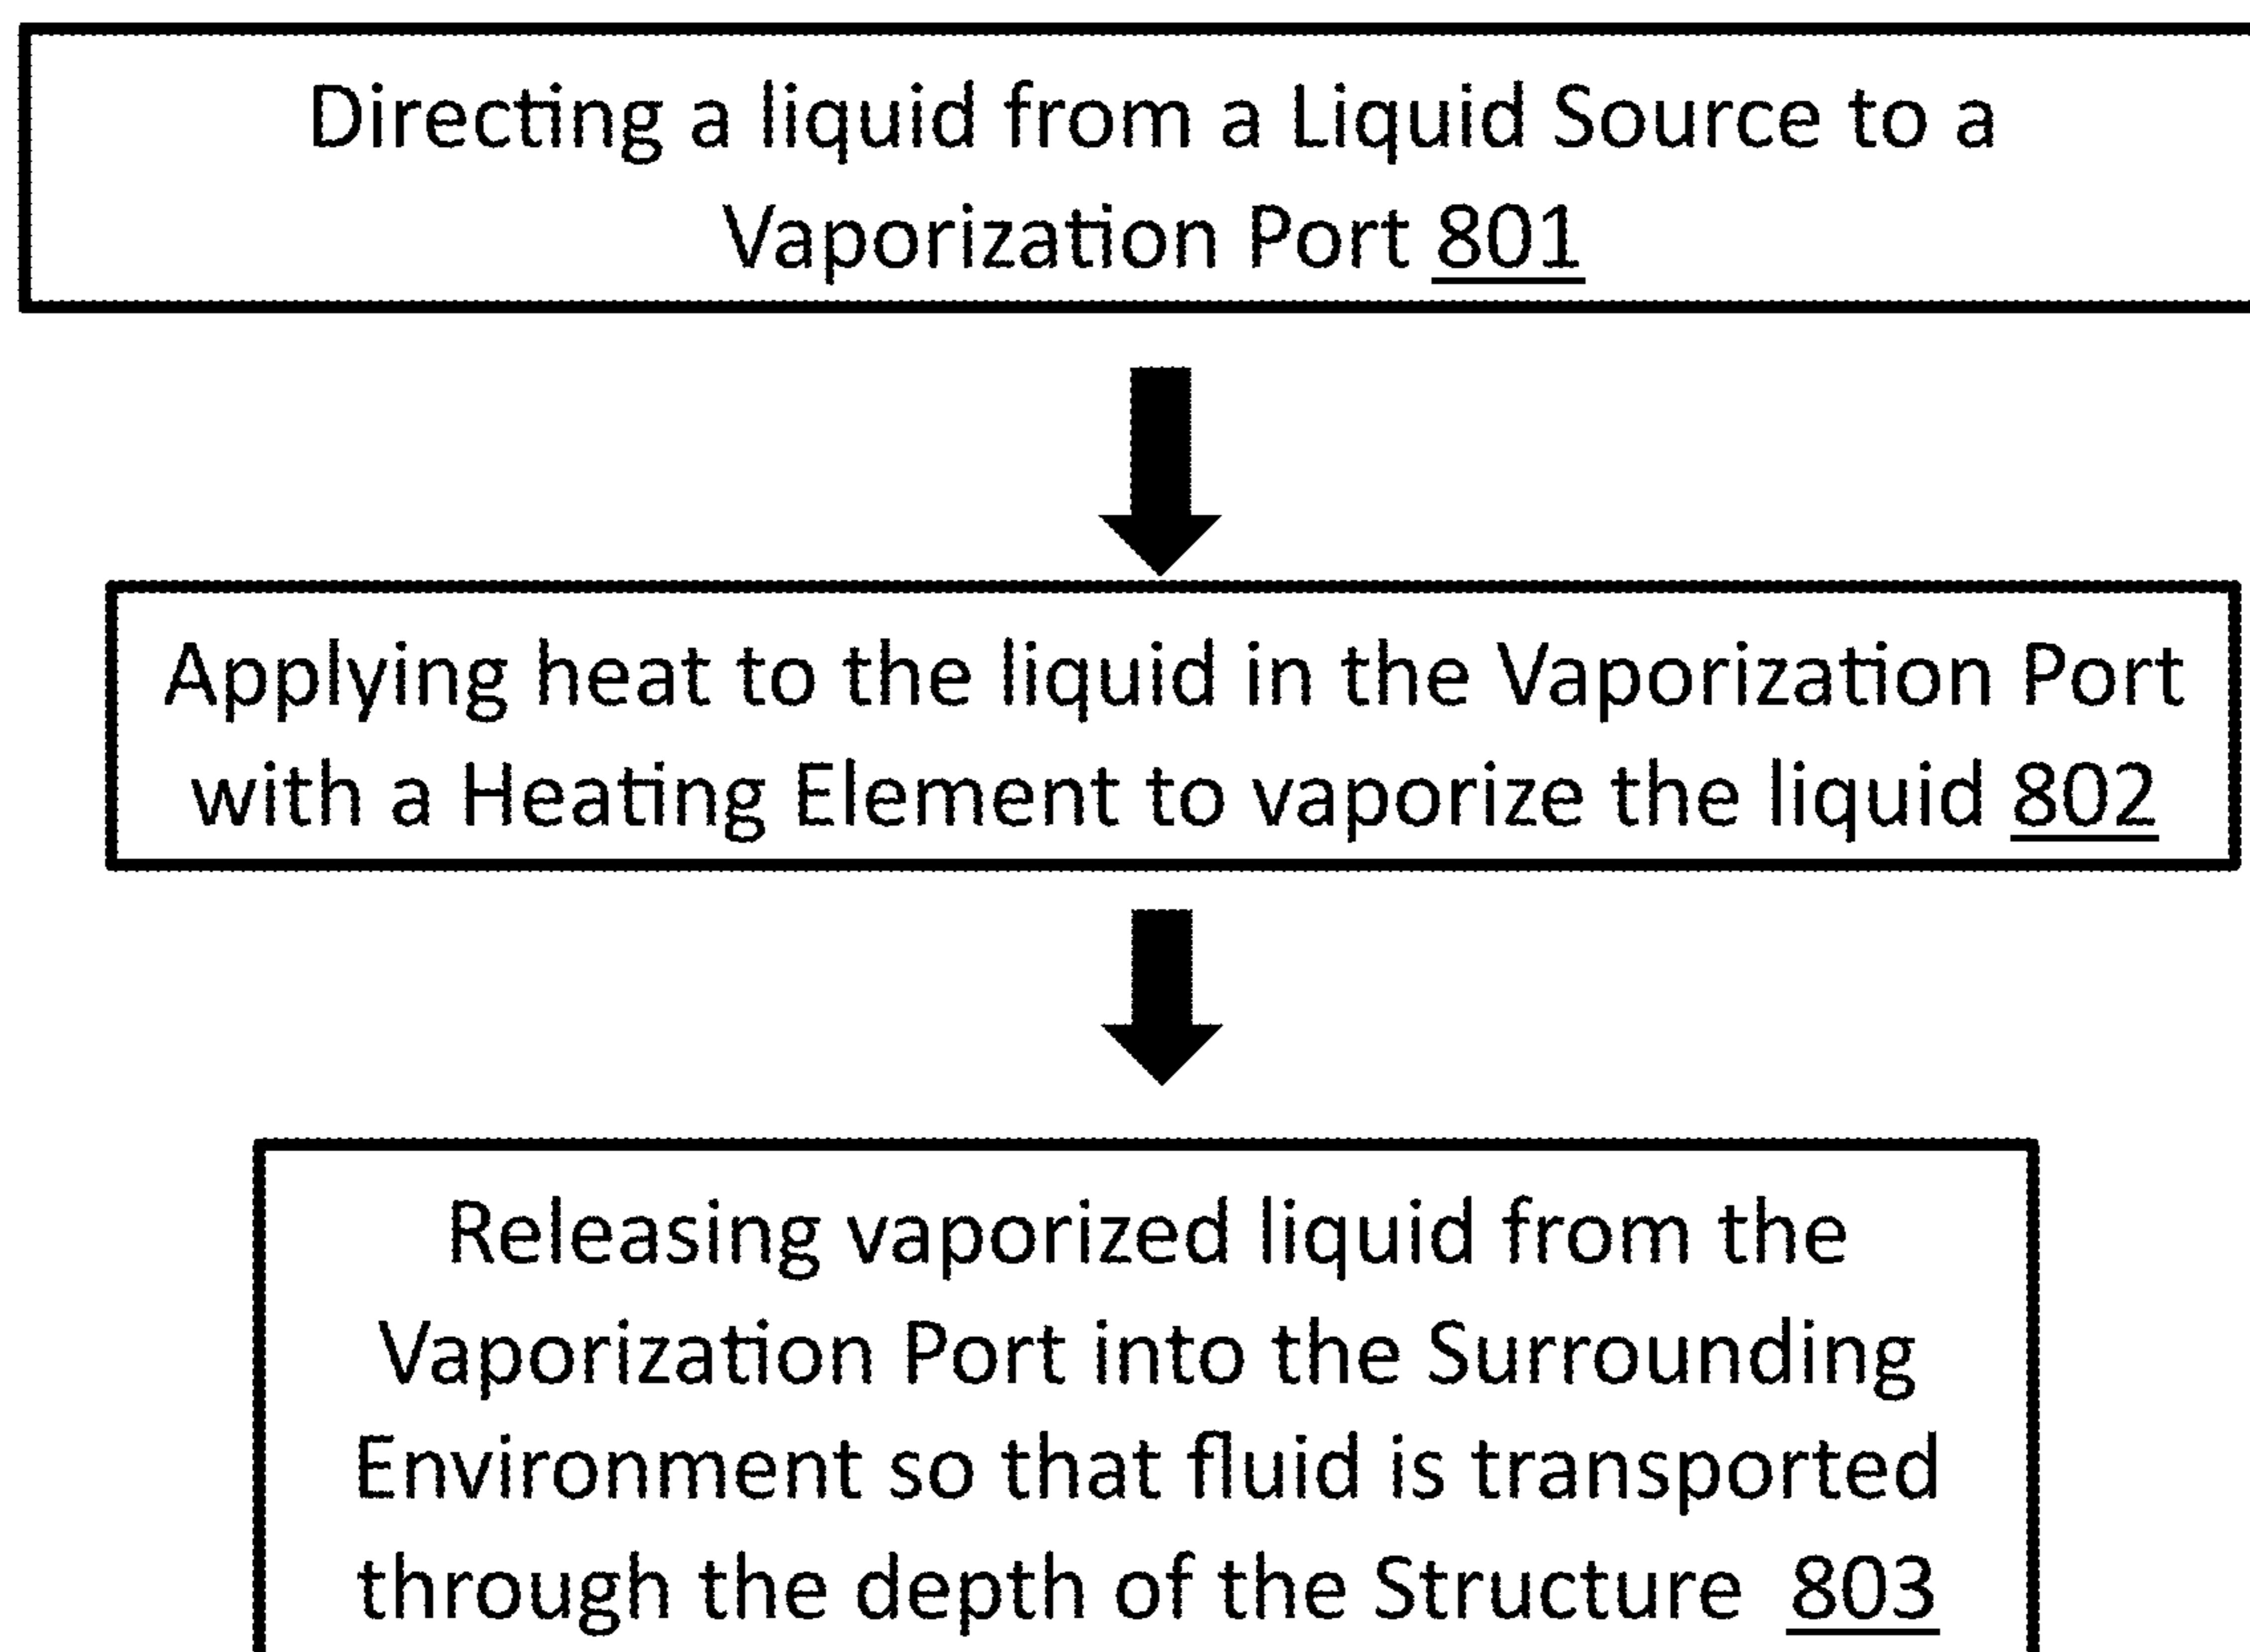 Directing a liquid from a Liquid Source to a
Vaporization Port 801
Applying heat to the liquid in the Vaporization Port
with a Heating Element to vaporize the liquid 802
Releasing vaporized liquid from the
Vaporization Port into the Surrounding
Environment so that fluid is transported
through the depth of the Structure 803